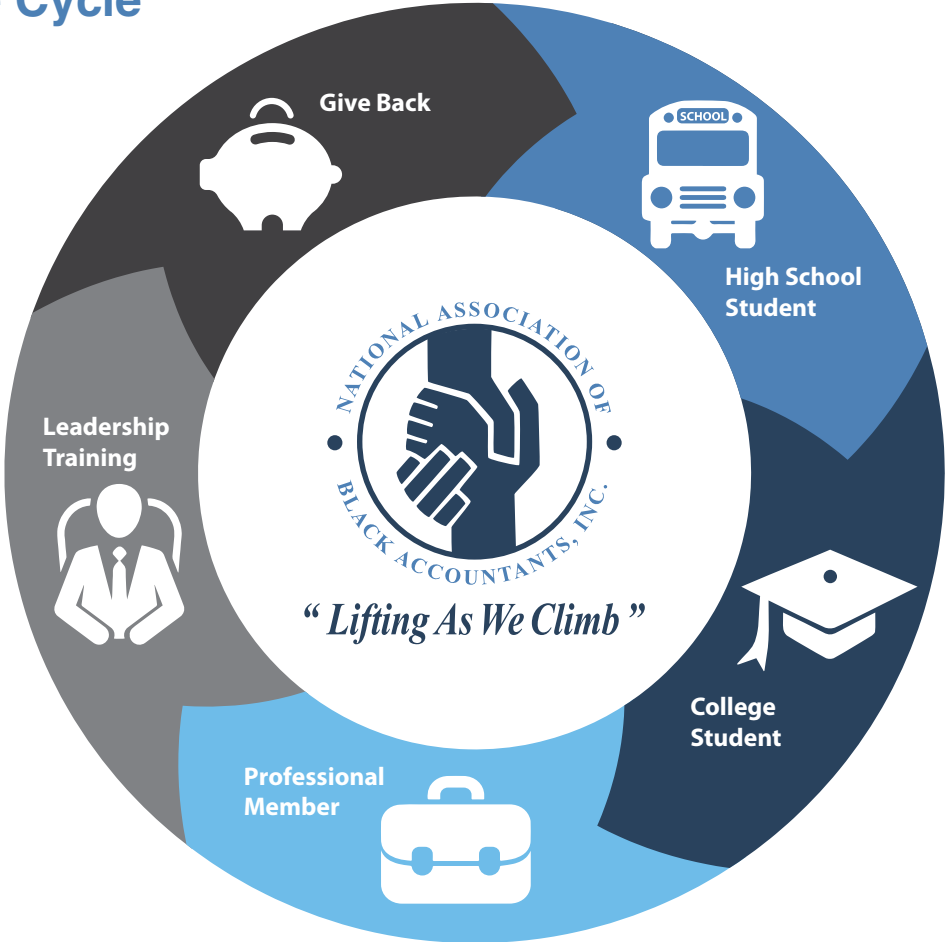 Cycle
Give Back
SCHOOL
High School
Student
College
Student
Professional
Member
Leadership
Training
NATIONAL ASSOCIATION OF
BLACK ACCOUNTANTS, INC.
“ Lifting As We Climb ”